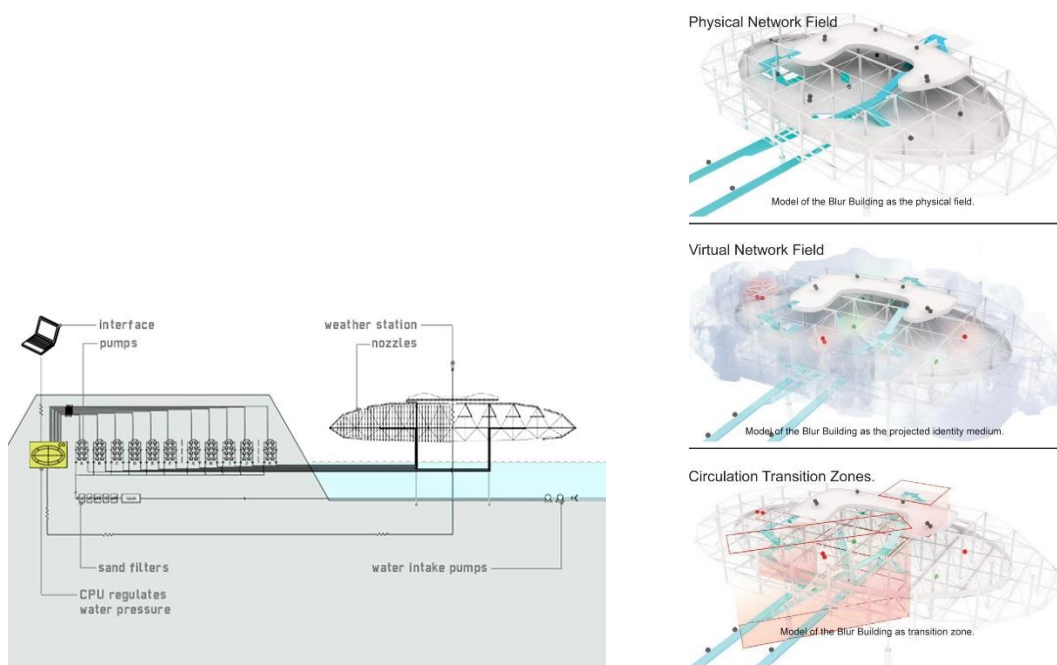 interface
pumps
weather station
nozzles
sand filters
CPU regulates
water pressure
water intake pumps
Physical Network Field
Model of the Blur Building as the physical field.
Virtual Network Field
Model of the Blur Building as the projected identity medium.
Circulation Transition Zones.
Model of the Blur Building as transition zone.